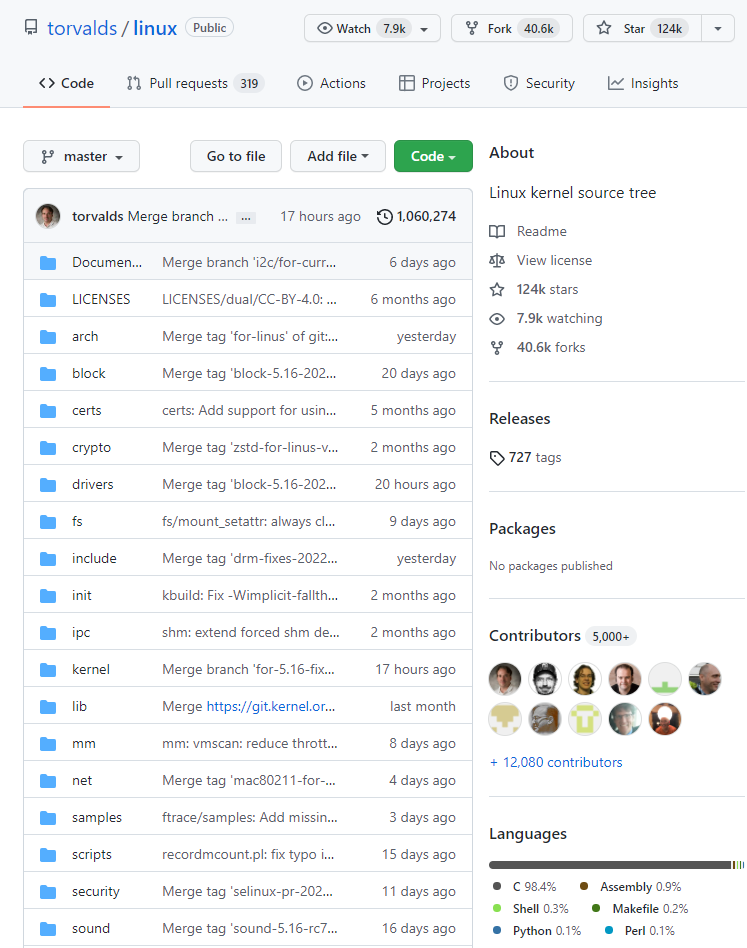 torvalds / linux Public Watch 7.9k Fork 40.6k Star 124k
Code Pull requests 319 Actions Projects Security Insights
master Go to file Add file Code
torvalds Merge branch ... ... 17 hours ago 1,060,274
Documen... Merge branch 'i2c/for-curr... 6 days ago
LICENSES LICENSES/dual/CC-BY-4.0: ... 6 months ago
arch Merge tag 'for-linus' of git:... yesterday
block Merge tag 'block-5.16-202... 20 days ago
certs certs: Add support for usin... 5 months ago
crypto Merge tag 'zstd-for-linus-v... 2 months ago
drivers Merge tag 'block-5.16-202... 20 hours ago
fs fs/mount_setattr: always cl... 9 days ago
include Merge tag 'drm-fixes-2022... yesterday
init kbuild: Fix -Wimplicit-fallth... 2 months ago
ipc shm: extend forced shm de... 2 months ago
kernel Merge branch 'for-5.16-fix... 17 hours ago
lib Merge https://git.kernel.or... last month
mm mm: vmscan: reduce thrott... 8 days ago
net Merge tag 'mac80211-for-... 4 days ago
samples ftrace/samples: Add missin... 3 days ago
scripts recordmcount.pl: fix typo i... 15 days ago
security Merge tag 'selinux-pr-202... 11 days ago
sound Merge tag 'sound-5.16-rc7... 16 days ago
About
Linux kernel source tree
Readme
View license
124k stars
7.9k watching
40.6k forks
Releases
727 tags
Packages
No packages published
Contributors 5,000+
+ 12,080 contributors
Languages
C 98.4% Assembly 0.9%
Shell 0.3% Makefile 0.2%
Python 0.1% Perl 0.1%